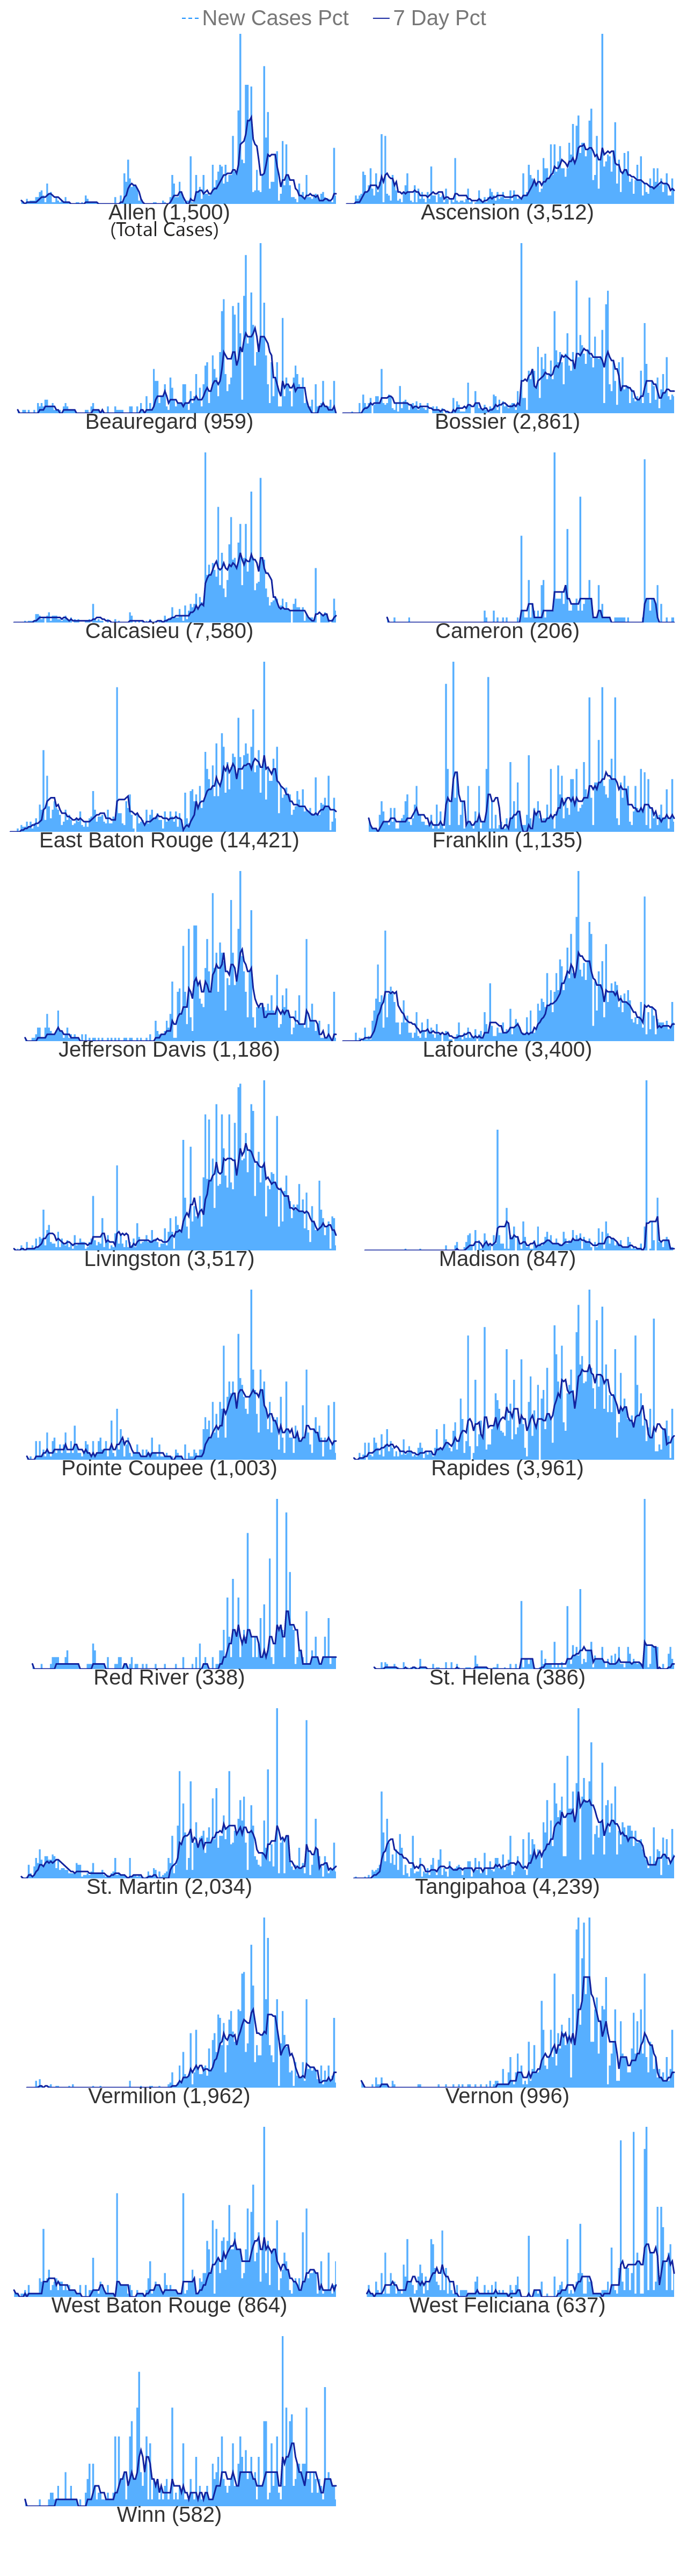 New Cases Pct 7 Day Pct
Allen (1,500) Ascension (3,512)
(Total Cases)
Beauregard (959) Bossier (2,861)
Calcasieu (7,580) Cameron (206)
East Baton Rouge (14,421) Franklin (1,135)
Jefferson Davis (1,186) Lafourche (3,400)
Livingston (3,517) Madison (847)
Pointe Coupee (1,003) Rapides (3,961)
Red River (338) St. Helena (386)
St. Martin (2,034) Tangipahoa (4,239)
Vermilion (1,962) Vernon (996)
West Baton Rouge (864) West Feliciana (637)
Winn (582)